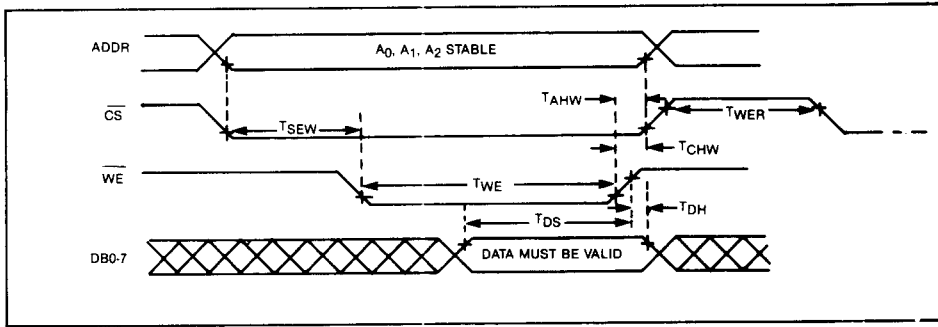 ADDR
A0, A1, A2 STABLE
CS
TSEW
TAHW
TWER
TCHW
WE
TWE
TDS
TDH
DB0-7
DATA MUST BE VALID